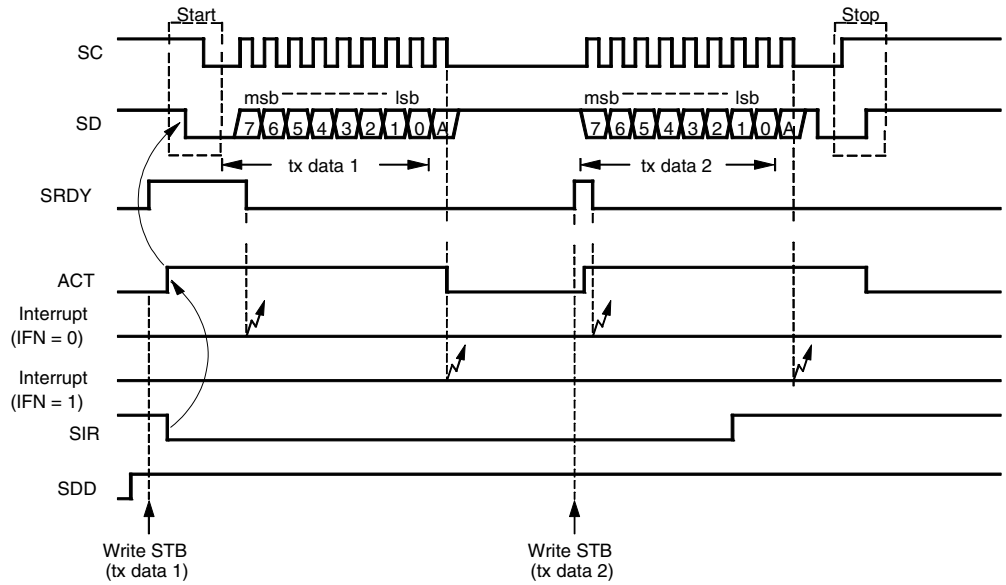 Start
Stop
SC
msb lsb
msb lsb
SD
7 6 5 4 3 2 1 0 A
7 6 5 4 3 2 1 0 A
tx data 1
tx data 2
SRDY
ACT
Interrupt
(IFN = 0)
Interrupt
(IFN = 1)
SIR
SDD
Write STB
(tx data 1)
Write STB
(tx data 2)